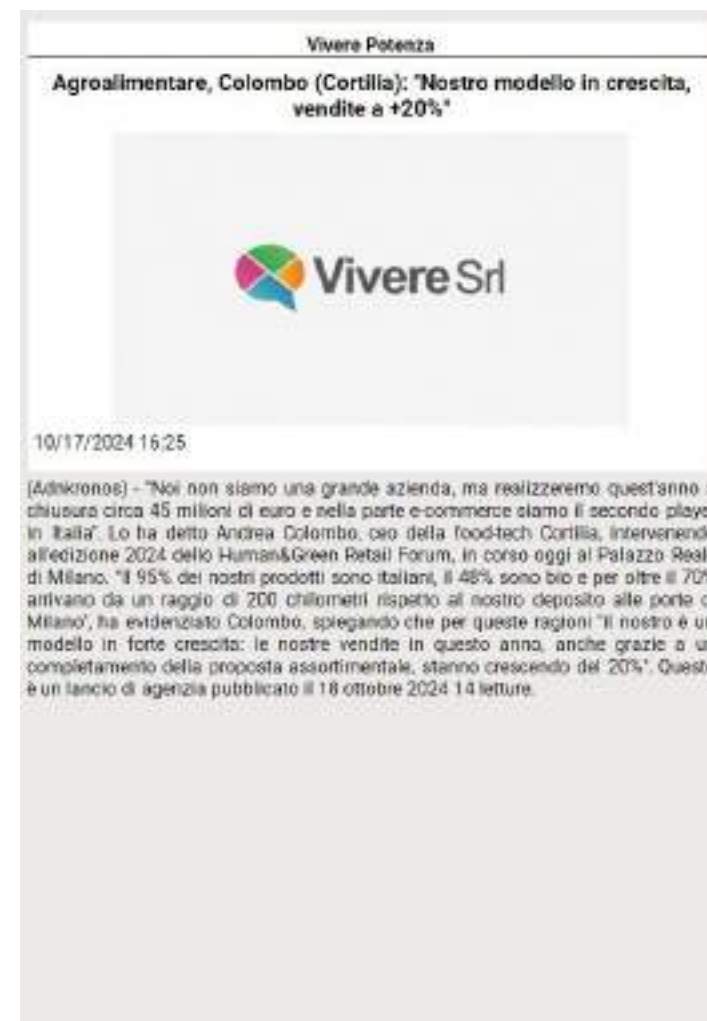 Vivere Potenza
Agroalimentare, Colombo (Cortilia): "Nostro modello in crescita,
vendite a +20%"
Vivere Srl
10/17/2024 16:25
(Adnkronos) - "Noi non siamo una grande azienda, ma realizzeremo quest'anno
chiusura circa 45 milioni di euro e nella parte e-commerce siamo il secondo playe
in Italia". Lo ha detto Andrea Colombo, ceo della food-tech Cortilia, intervenend
all'edizione 2024 dello Human&Green Retail Forum, in corso oggi al Palazzo Real
di Milano. "Il 95% dei nostri prodotti sono italiani, il 48% sono bio e per oltre il 70%
arrivano da un raggio di 200 chilometri rispetto al nostro deposito alle porte d
Milano", ha evidenziato Colombo, spiegando che per queste ragioni "il nostro è un
modello in forte crescita: le nostre vendite in questo anno, anche grazie a un
completamento della proposta assortimentale, stanno crescendo del 20%". Quest
è un lancio di agenzia pubblicato il 18 ottobre 2024 14 letture.